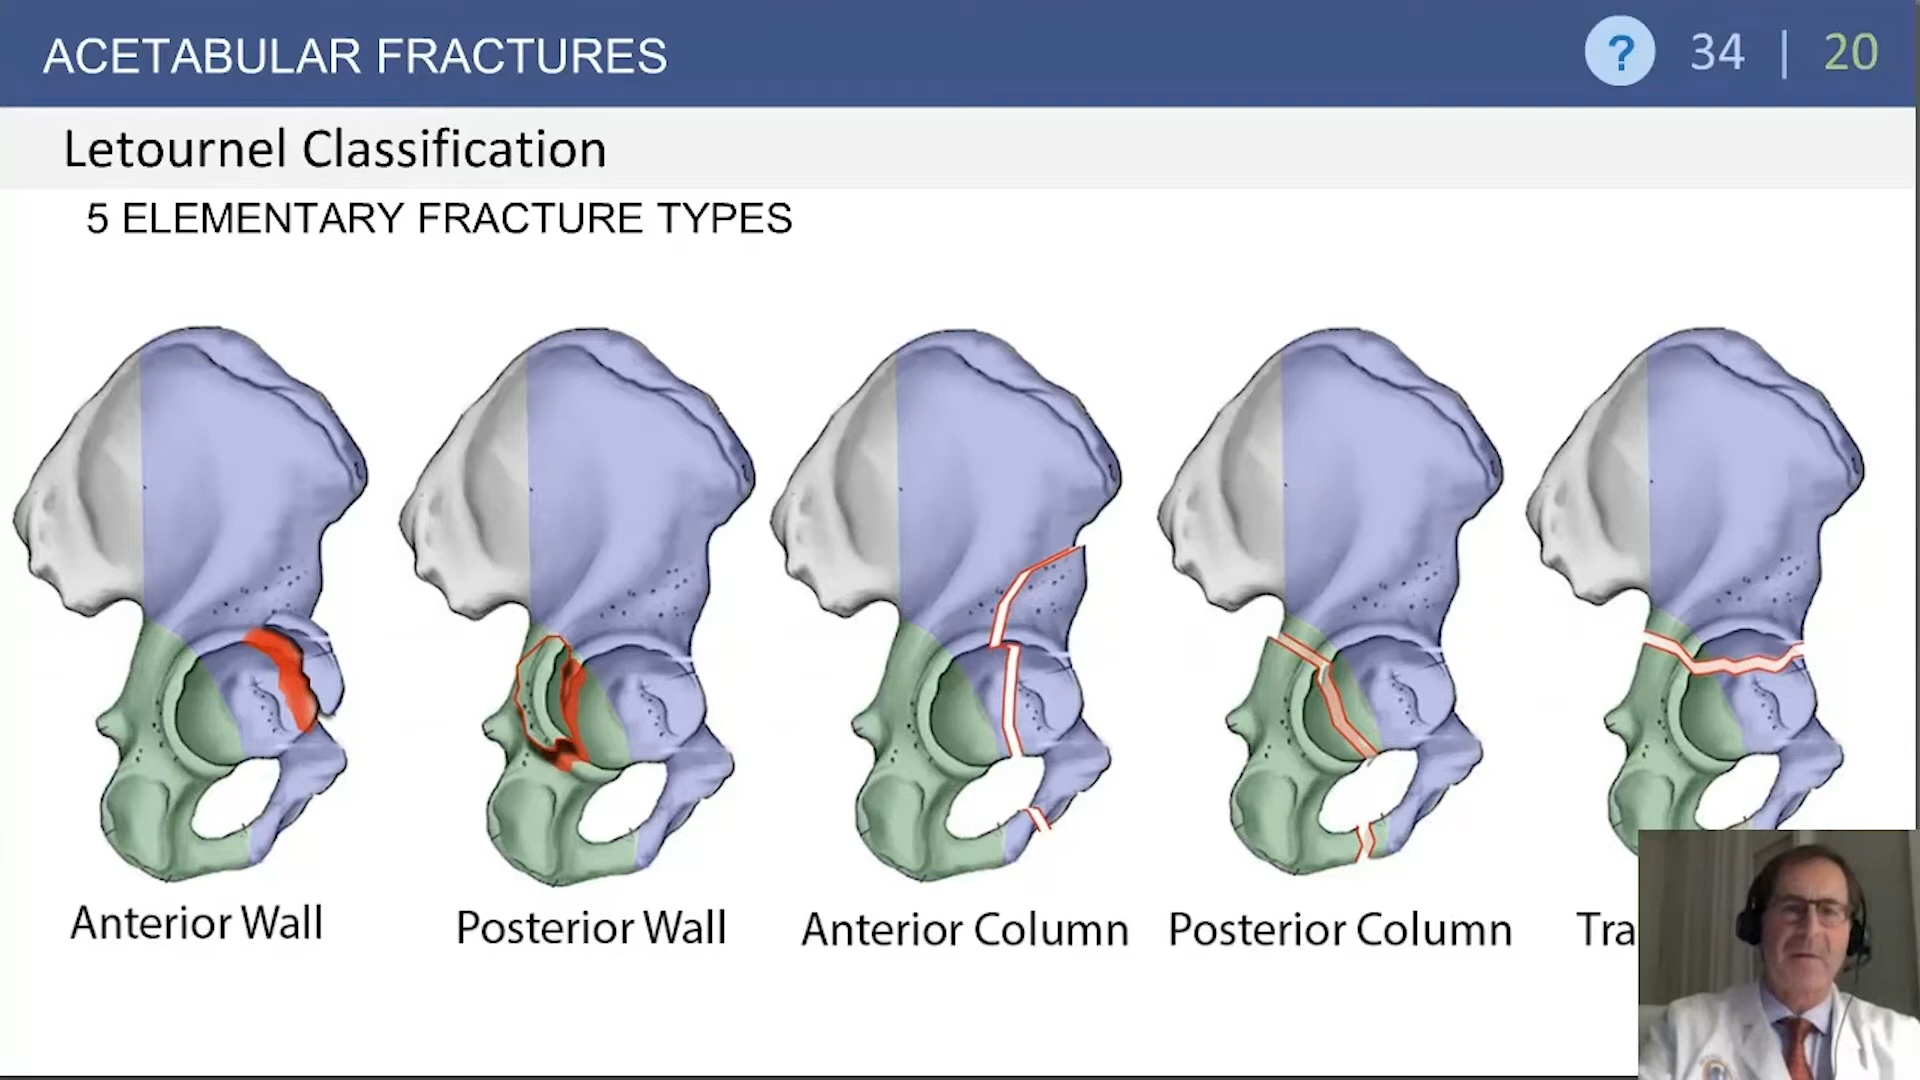 ACETABULAR FRACTURES
? 34 | 20
Letournel Classification
5 ELEMENTARY FRACTURE TYPES
Anterior Wall
Posterior Wall
Anterior Column
Posterior Column
Tra